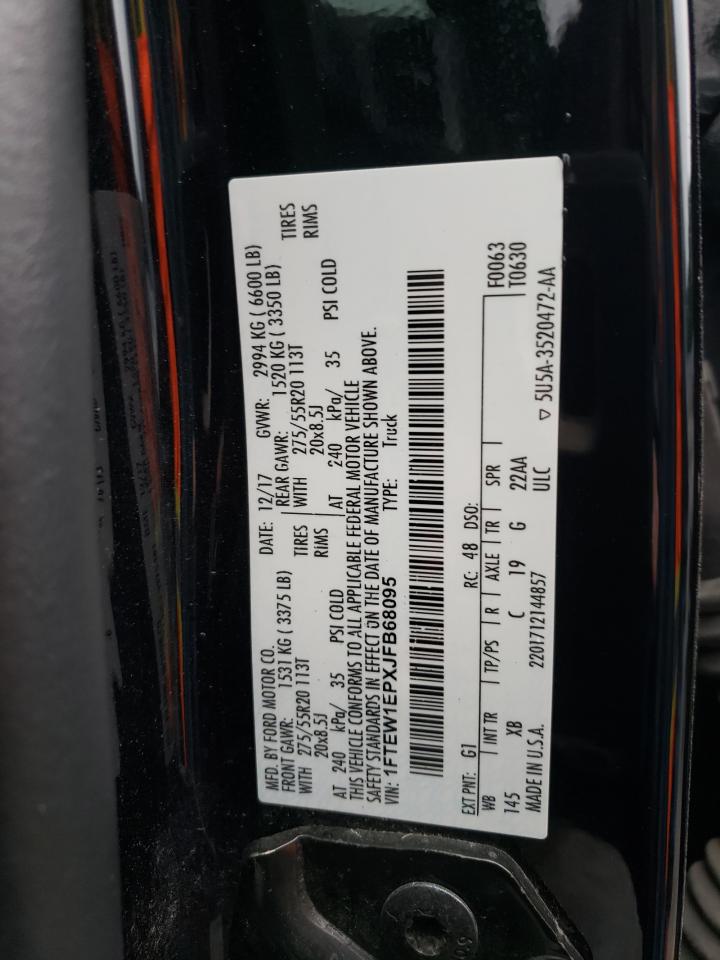 MFD. BY FORD MOTOR CO. DATE: 12/17 GVWR: 2994 KG ( 6600 LB)
FRONT GAWR: 1531 KG ( 3375 LB) REAR GAWR: 1520 KG ( 3350 LB)
WITH 275/55R20 113T TIRES WITH 275/55R20 113T TIRES
20x8.5J RIMS 20x8.5J RIMS
AT 240 kPa/ 35 PSI COLD AT 240 kPa/ 35 PSI COLD
THIS VEHICLE CONFORMS TO ALL APPLICABLE FEDERAL MOTOR VEHICLE
SAFETY STANDARDS IN EFFECT ON THE DATE OF MANUFACTURE SHOWN ABOVE.
VIN: 1FTEW1EPXJFB68095 TYPE: Truck
EXT PNT: G1 RC: 48 DSO:
WB INT TR TP/PS R AXLE TR SPR F0063
145 XB C 19 G 22AA T0630
MADE IN U.S.A. 2201712144857 ULC ▽ 5U5A-3520472-AA